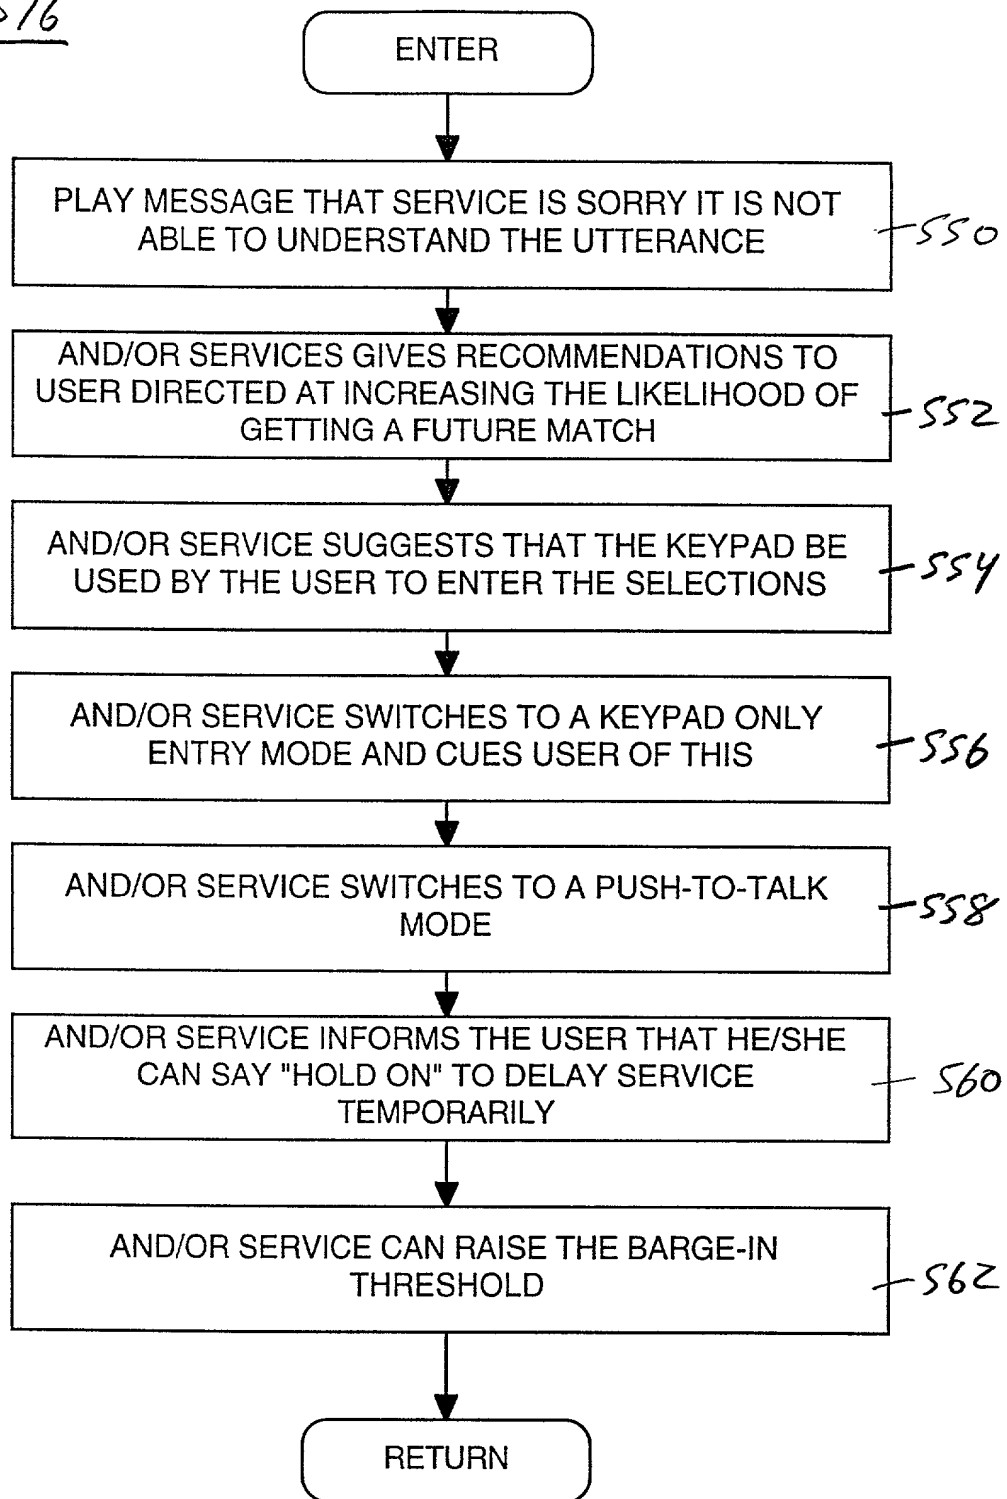 516
ENTER
PLAY MESSAGE THAT SERVICE IS SORRY IT IS NOT
ABLE TO UNDERSTAND THE UTTERANCE
550
AND/OR SERVICES GIVES RECOMMENDATIONS TO
USER DIRECTED AT INCREASING THE LIKELIHOOD OF
GETTING A FUTURE MATCH
552
AND/OR SERVICE SUGGESTS THAT THE KEYPAD BE
USED BY THE USER TO ENTER THE SELECTIONS
554
AND/OR SERVICE SWITCHES TO A KEYPAD ONLY
ENTRY MODE AND CUES USER OF THIS
556
AND/OR SERVICE SWITCHES TO A PUSH-TO-TALK
MODE
558
AND/OR SERVICE INFORMS THE USER THAT HE/SHE
CAN SAY "HOLD ON" TO DELAY SERVICE
TEMPORARILY
560
AND/OR SERVICE CAN RAISE THE BARGE-IN
THRESHOLD
562
RETURN